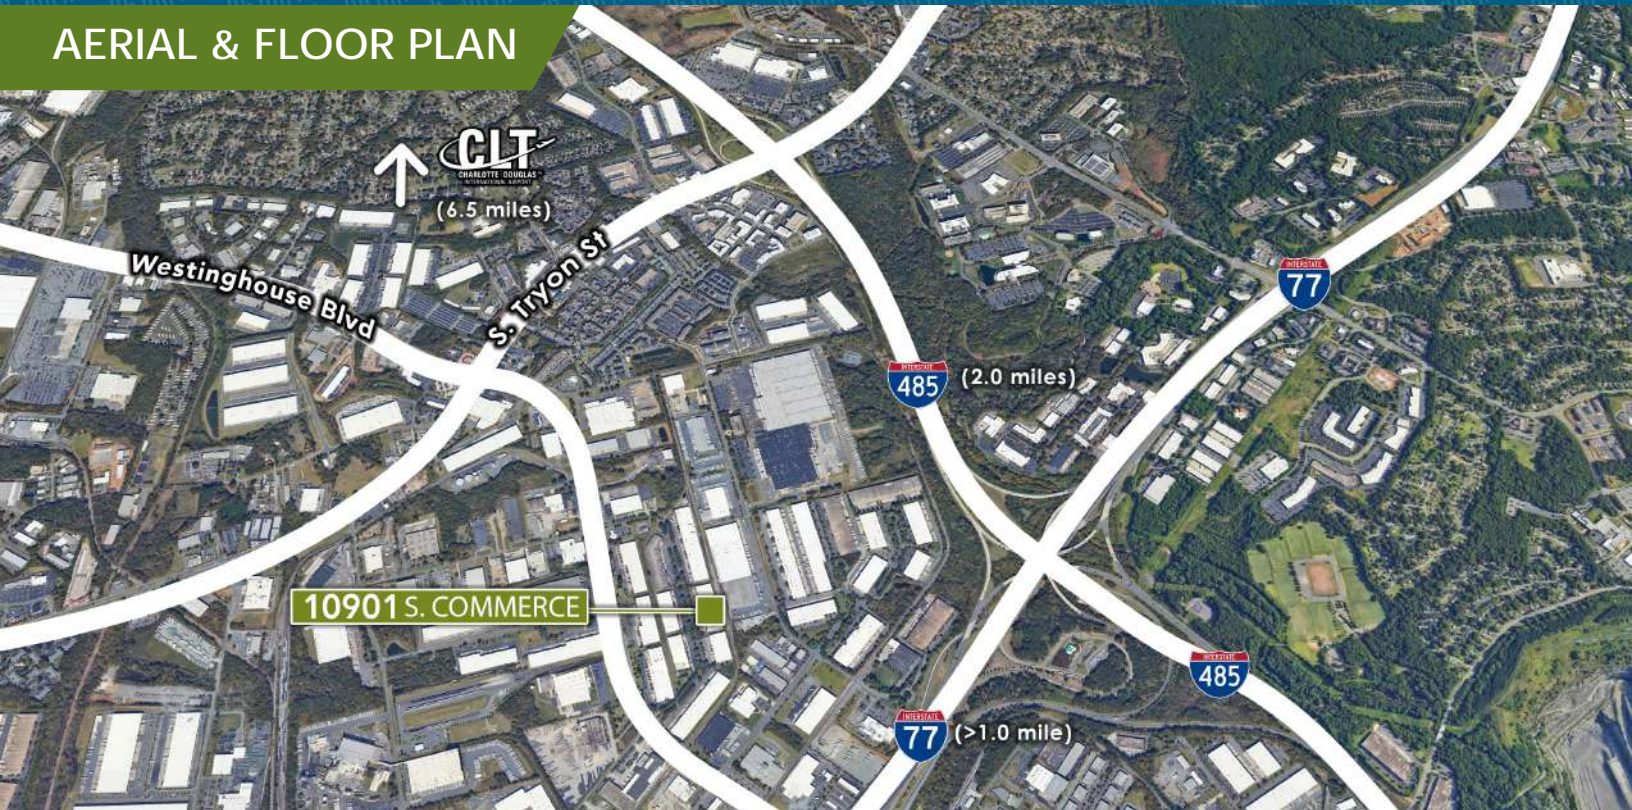 AERIAL & FLOOR PLAN
CLT
CHARLOTTE DOUGLAS
INTERNATIONAL AIRPORT
(6.5 miles)
Westinghouse Blvd
S. Tryon St
INTERSTATE
77
INTERSTATE
485
(2.0 miles)
10901 S. COMMERCE
INTERSTATE
485
INTERSTATE
77
(>1.0 mile)